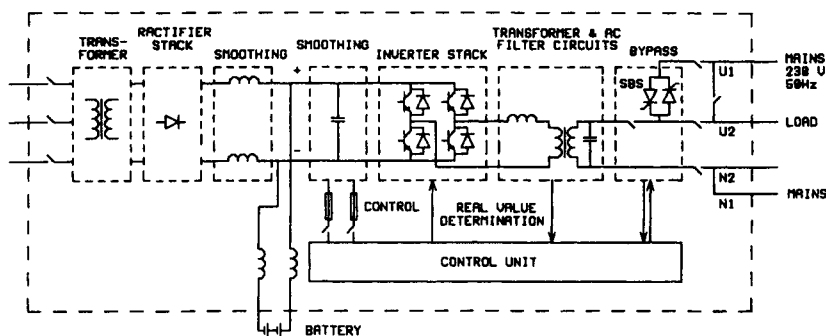 TRANS-
FORMER
RACTIFIER
STACK
SMOOTHING
SMOOTHING
INVERTER STACK
TRANSFORMER & AC
FILTER CIRCUITS
BYPASS
SBS
+
-
U1
MAINS
230 V
50Hz
U2
LOAD
N2
N1
MAINS
CONTROL
REAL VALUE
DETERMINATION
CONTROL UNIT
BATTERY